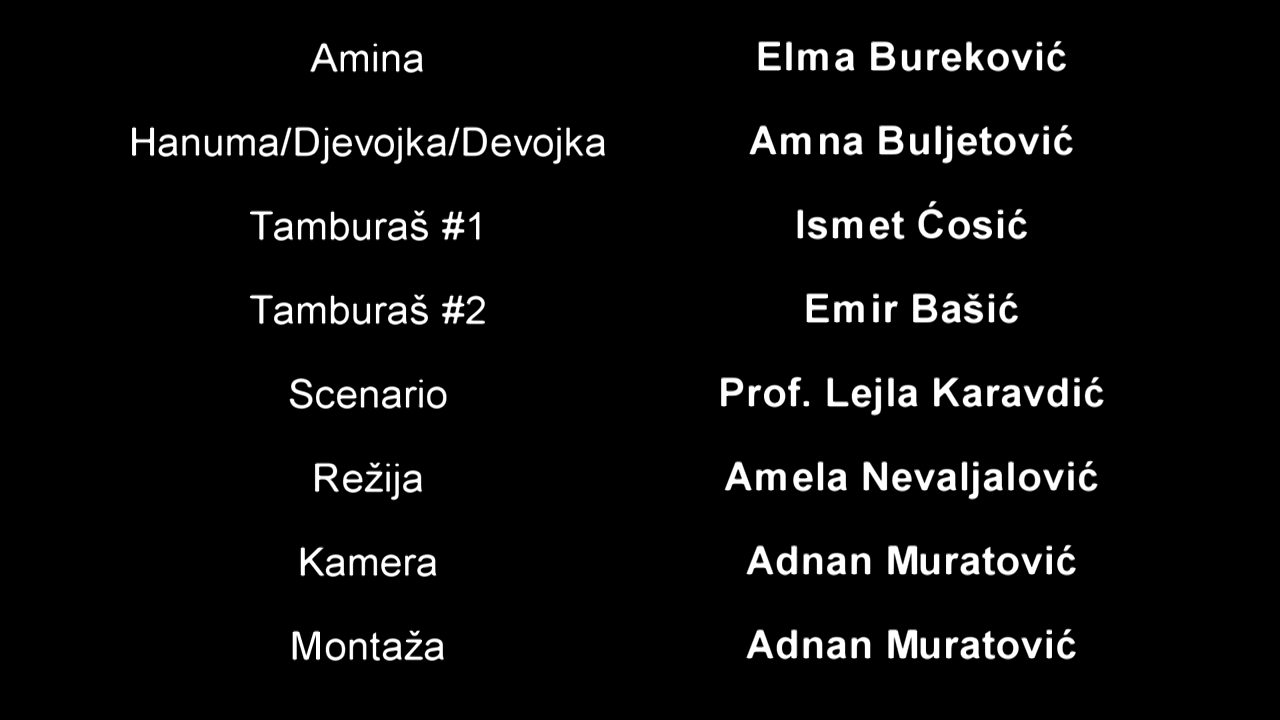 Amina Elma Bureković
Hanuma/Djevojka/Devojka Amna Buljetović
Tamburaš #1 Ismet Ćosić
Tamburaš #2 Emir Bašić
Scenario Prof. Lejla Karavdić
Režija Amela Nevaljalović
Kamera Adnan Muratović
Montaža Adnan Muratović